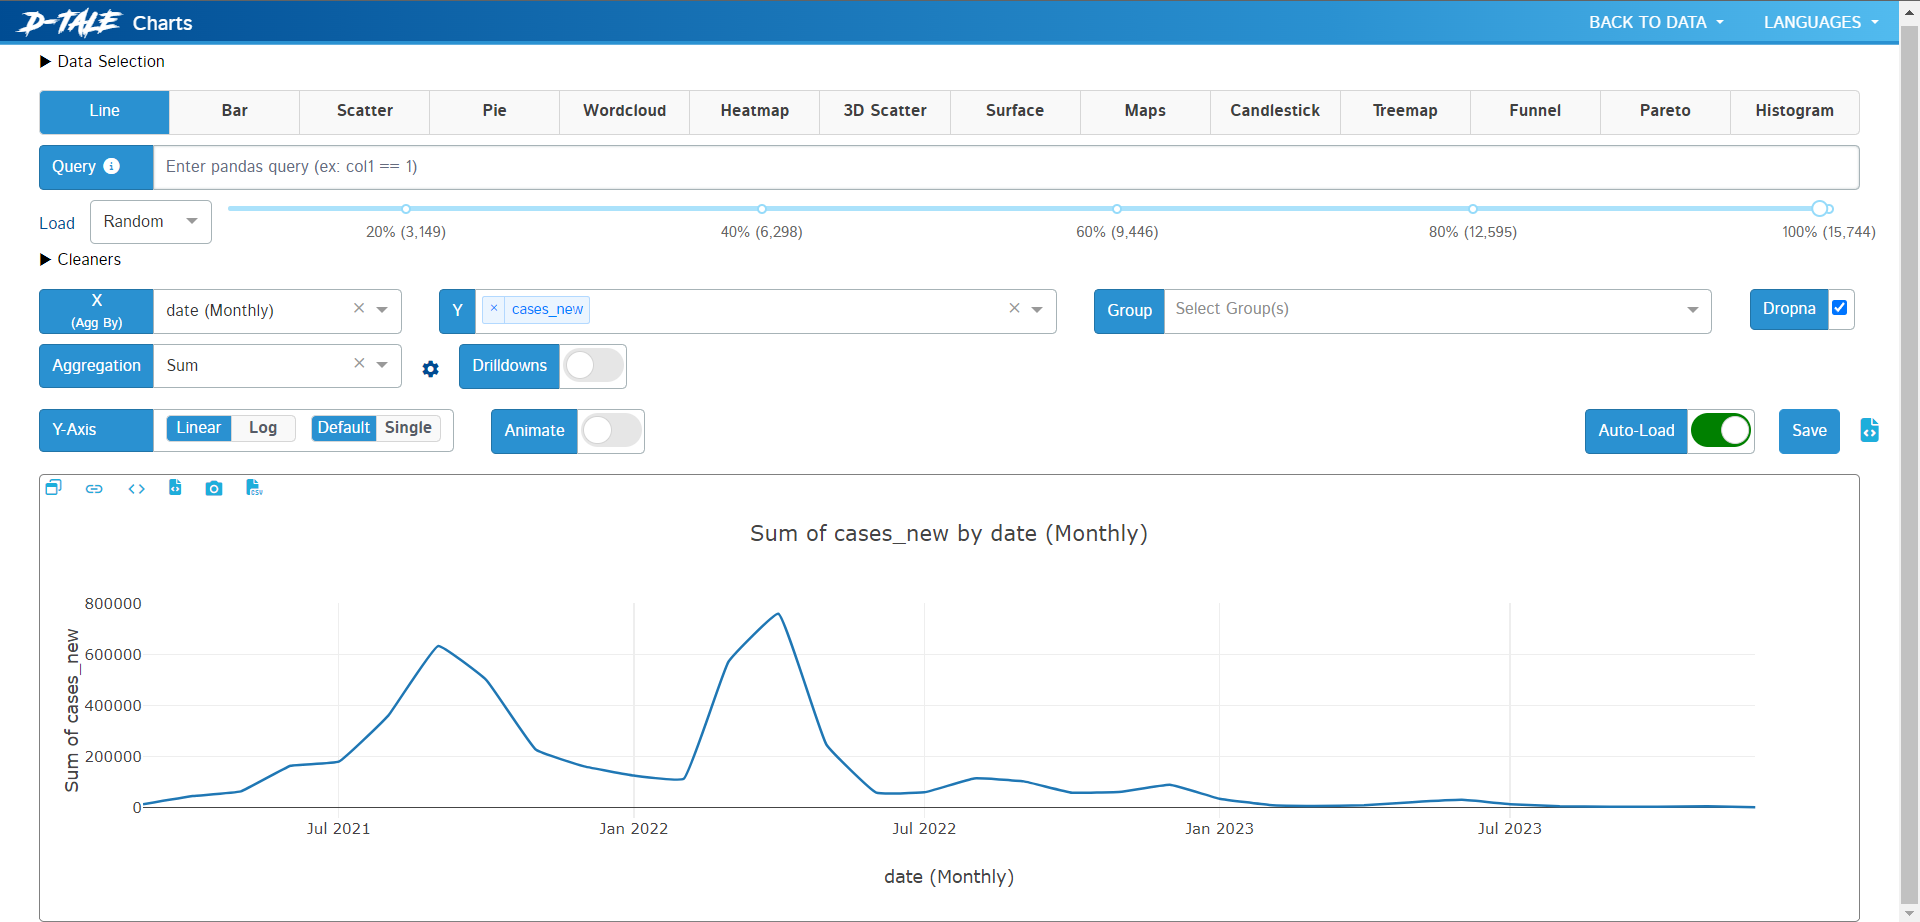 D-TALE Charts BACK TO DATA LANGUAGES
Data Selection
Line Bar Scatter Pie Wordcloud Heatmap 3D Scatter Surface Maps Candlestick Treemap Funnel Pareto Histogram
Query Enter pandas query (ex: col1 == 1)
Load Random 20% (3,149) 40% (6,298) 60% (9,446) 80% (12,595) 100% (15,744)
Cleaners
X
(Agg By)
date (Monthly) × Y × cases_new × Group Select Group(s) Dropna
Aggregation Sum × Drilldowns
Y-Axis Linear Log Default Single Animate Auto-Load Save
CSV
Sum of cases_new by date (Monthly)
Sum of cases_new
800000
600000
400000
200000
0
Jul 2021 Jan 2022 Jul 2022 Jan 2023 Jul 2023
date (Monthly)